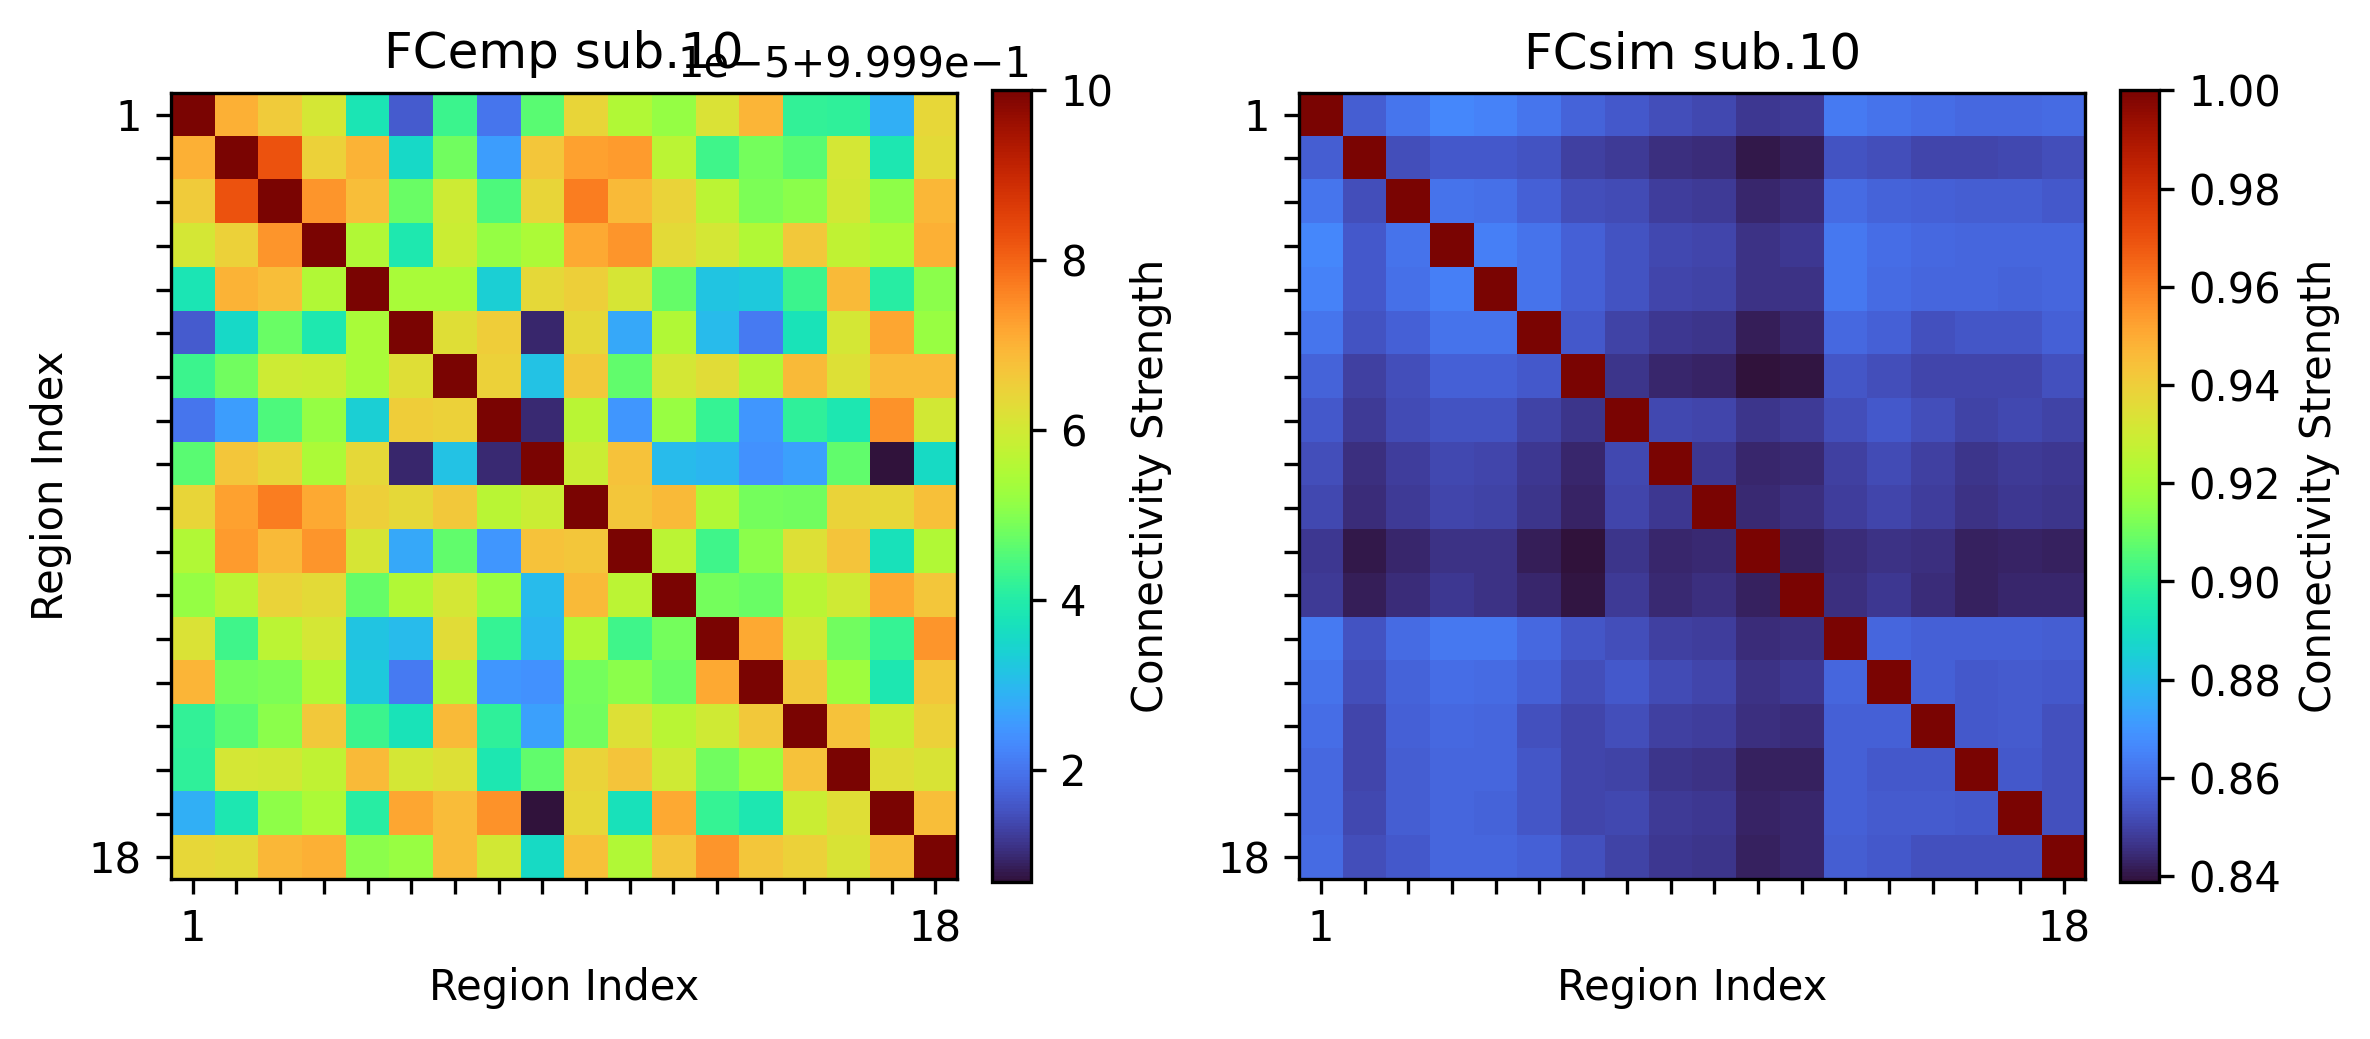 FCemp sub.10
1e−5+9.999e−1
1
18
Region Index
1
18
Region Index
10
8
6
4
2
Connectivity Strength
FCsim sub.10
1
18
1
18
Region Index
1.00
0.98
0.96
0.94
0.92
0.90
0.88
0.86
0.84
Connectivity Strength